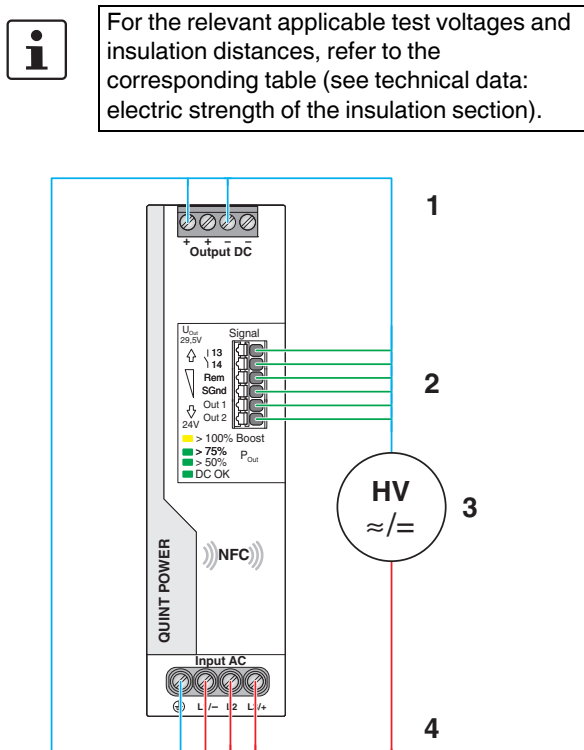 For the relevant applicable test voltages and
insulation distances, refer to the
corresponding table (see technical data:
electric strength of the insulation section).
1
+ + − −
Output DC
UOut
29,5V
Signal
13
14
Rem
SGnd
Out 1
Out 2
24V
2
> 100% Boost
> 75%
> 50%
POut
DC OK
HV
≈/=
3
NFC
QUINT POWER
Input AC
L1/− L2 L3/+
4